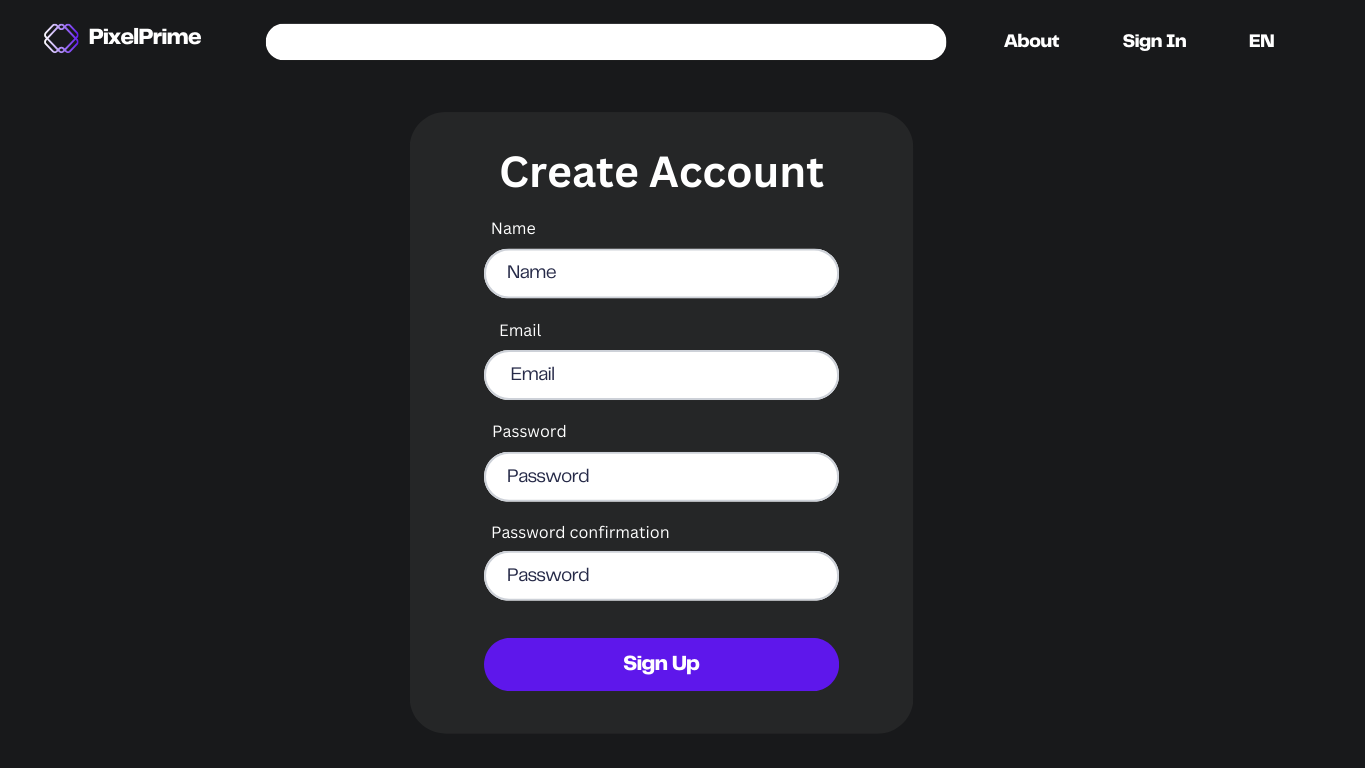 PixelPrime
About
Sign In
EN
Create Account
Name
Name
Email
Email
Password
Password
Password confirmation
Password
Sign Up